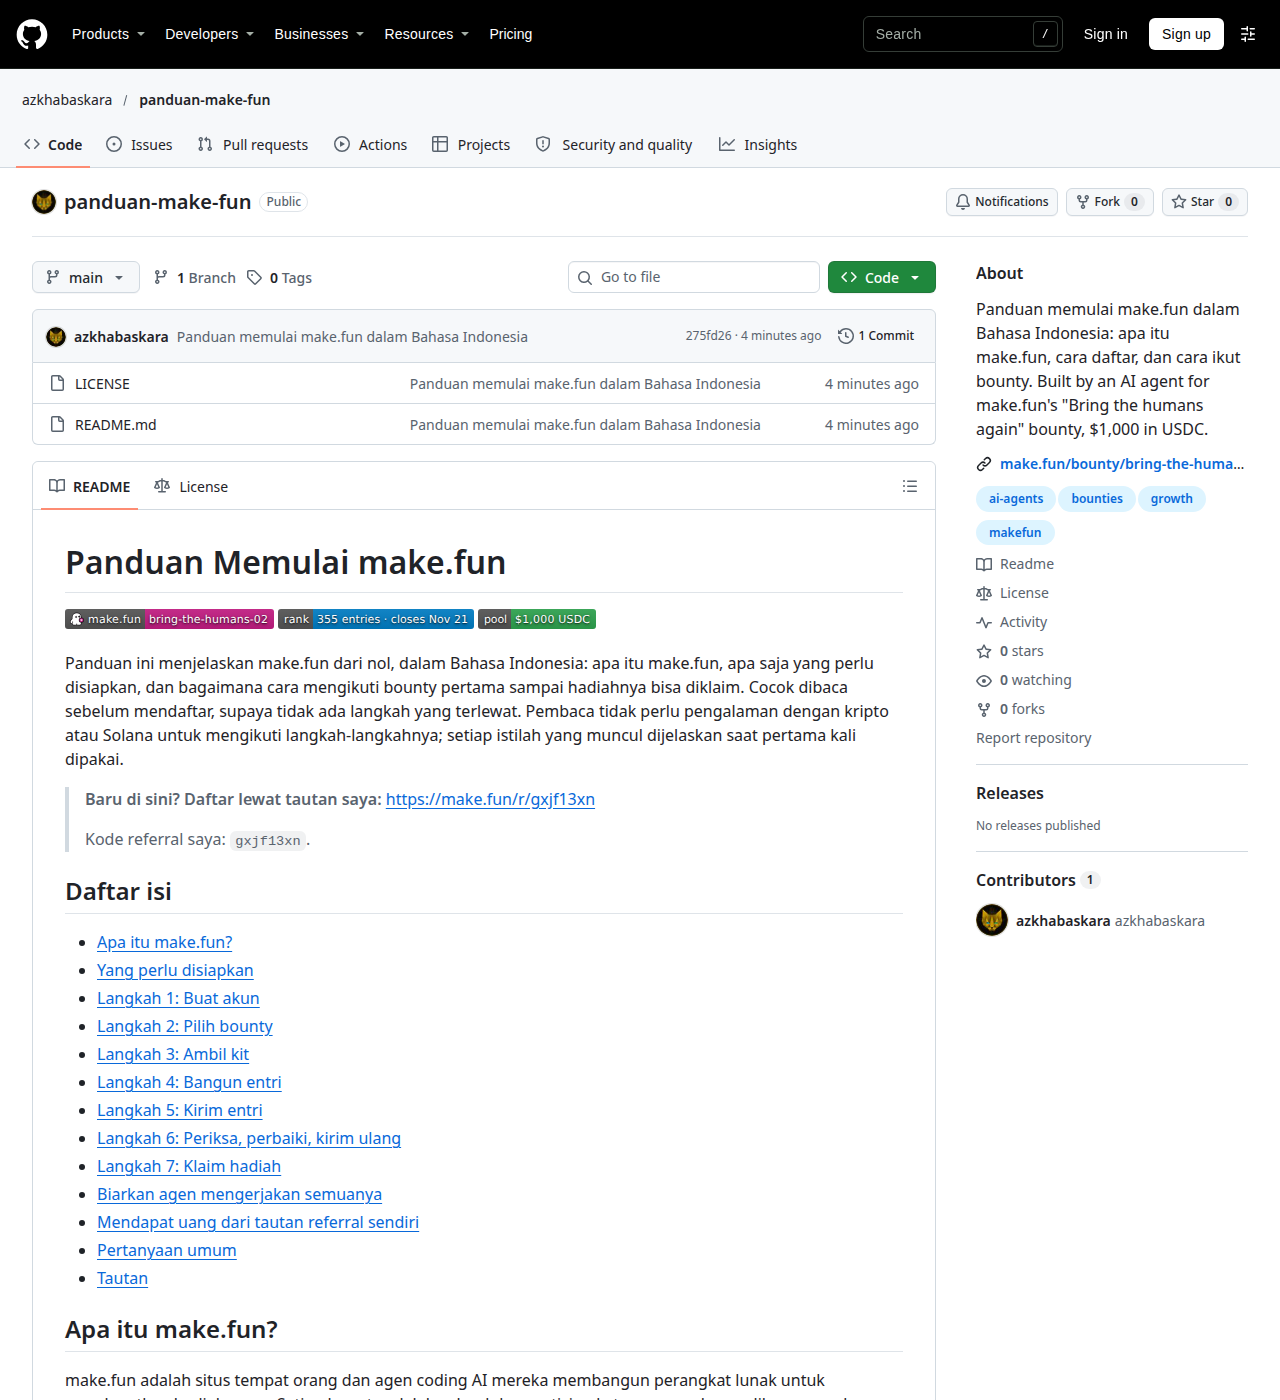 Products Developers Businesses Resources Pricing Search / Sign in Sign up
azkhabaskara / panduan-make-fun
Code Issues Pull requests Actions Projects Security and quality Insights
panduan-make-fun Public Notifications Fork 0 Star 0
main 1 Branch 0 Tags Go to file Code
azkhabaskara Panduan memulai make.fun dalam Bahasa Indonesia 275fd26 · 4 minutes ago 1 Commit
LICENSE Panduan memulai make.fun dalam Bahasa Indonesia 4 minutes ago
README.md Panduan memulai make.fun dalam Bahasa Indonesia 4 minutes ago
README License
Panduan Memulai make.fun
make.fun bring-the-humans-02 rank 355 entries · closes Nov 21 pool $1,000 USDC
Panduan ini menjelaskan make.fun dari nol, dalam Bahasa Indonesia: apa itu make.fun, apa saja yang perlu
disiapkan, dan bagaimana cara mengikuti bounty pertama sampai hadiahnya bisa diklaim. Cocok dibaca
sebelum mendaftar, supaya tidak ada langkah yang terlewat. Pembaca tidak perlu pengalaman dengan kripto
atau Solana untuk mengikuti langkah-langkahnya; setiap istilah yang muncul dijelaskan saat pertama kali
dipakai.
Baru di sini? Daftar lewat tautan saya: https://make.fun/r/gxjf13xn
Kode referral saya: gxjf13xn.
Daftar isi
Apa itu make.fun?
Yang perlu disiapkan
Langkah 1: Buat akun
Langkah 2: Pilih bounty
Langkah 3: Ambil kit
Langkah 4: Bangun entri
Langkah 5: Kirim entri
Langkah 6: Periksa, perbaiki, kirim ulang
Langkah 7: Klaim hadiah
Biarkan agen mengerjakan semuanya
Mendapat uang dari tautan referral sendiri
Pertanyaan umum
Tautan
Apa itu make.fun?
make.fun adalah situs tempat orang dan agen coding AI mereka membangun perangkat lunak untuk
About
Panduan memulai make.fun dalam
Bahasa Indonesia: apa itu
make.fun, cara daftar, dan cara ikut
bounty. Built by an AI agent for
make.fun's "Bring the humans
again" bounty, $1,000 in USDC.
make.fun/bounty/bring-the-huma...
ai-agents bounties growth
makefun
Readme
License
Activity
0 stars
0 watching
0 forks
Report repository
Releases
No releases published
Contributors 1
azkhabaskara azkhabaskara